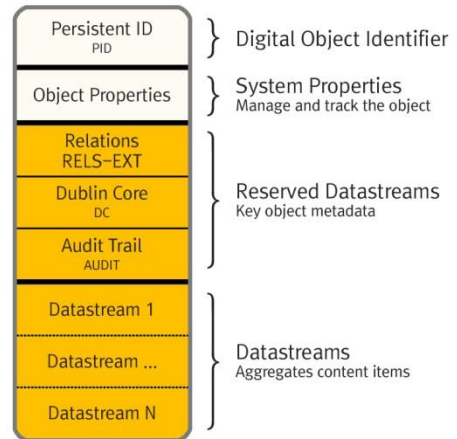 Persistent ID
PID
Digital Object Identifier
Object Properties
System Properties
Manage and track the object
Relations
RELS-EXT
Dublin Core
DC
Audit Trail
AUDIT
Reserved Datastreams
Key object metadata
Datastream 1
Datastream ...
Datastream N
Datastreams
Aggregates content items